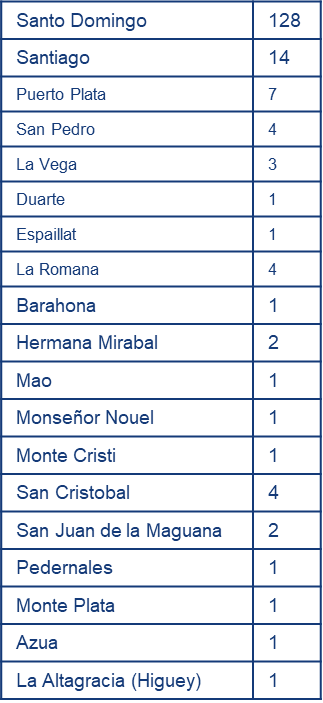 Santo Domingo 128
Santiago 14
Puerto Plata 7
San Pedro 4
La Vega 3
Duarte 1
Espaillat 1
La Romana 4
Barahona 1
Hermana Mirabal 2
Mao 1
Monseñor Nouel 1
Monte Cristi 1
San Cristobal 4
San Juan de la Maguana 2
Pedernales 1
Monte Plata 1
Azua 1
La Altagracia (Higuey) 1